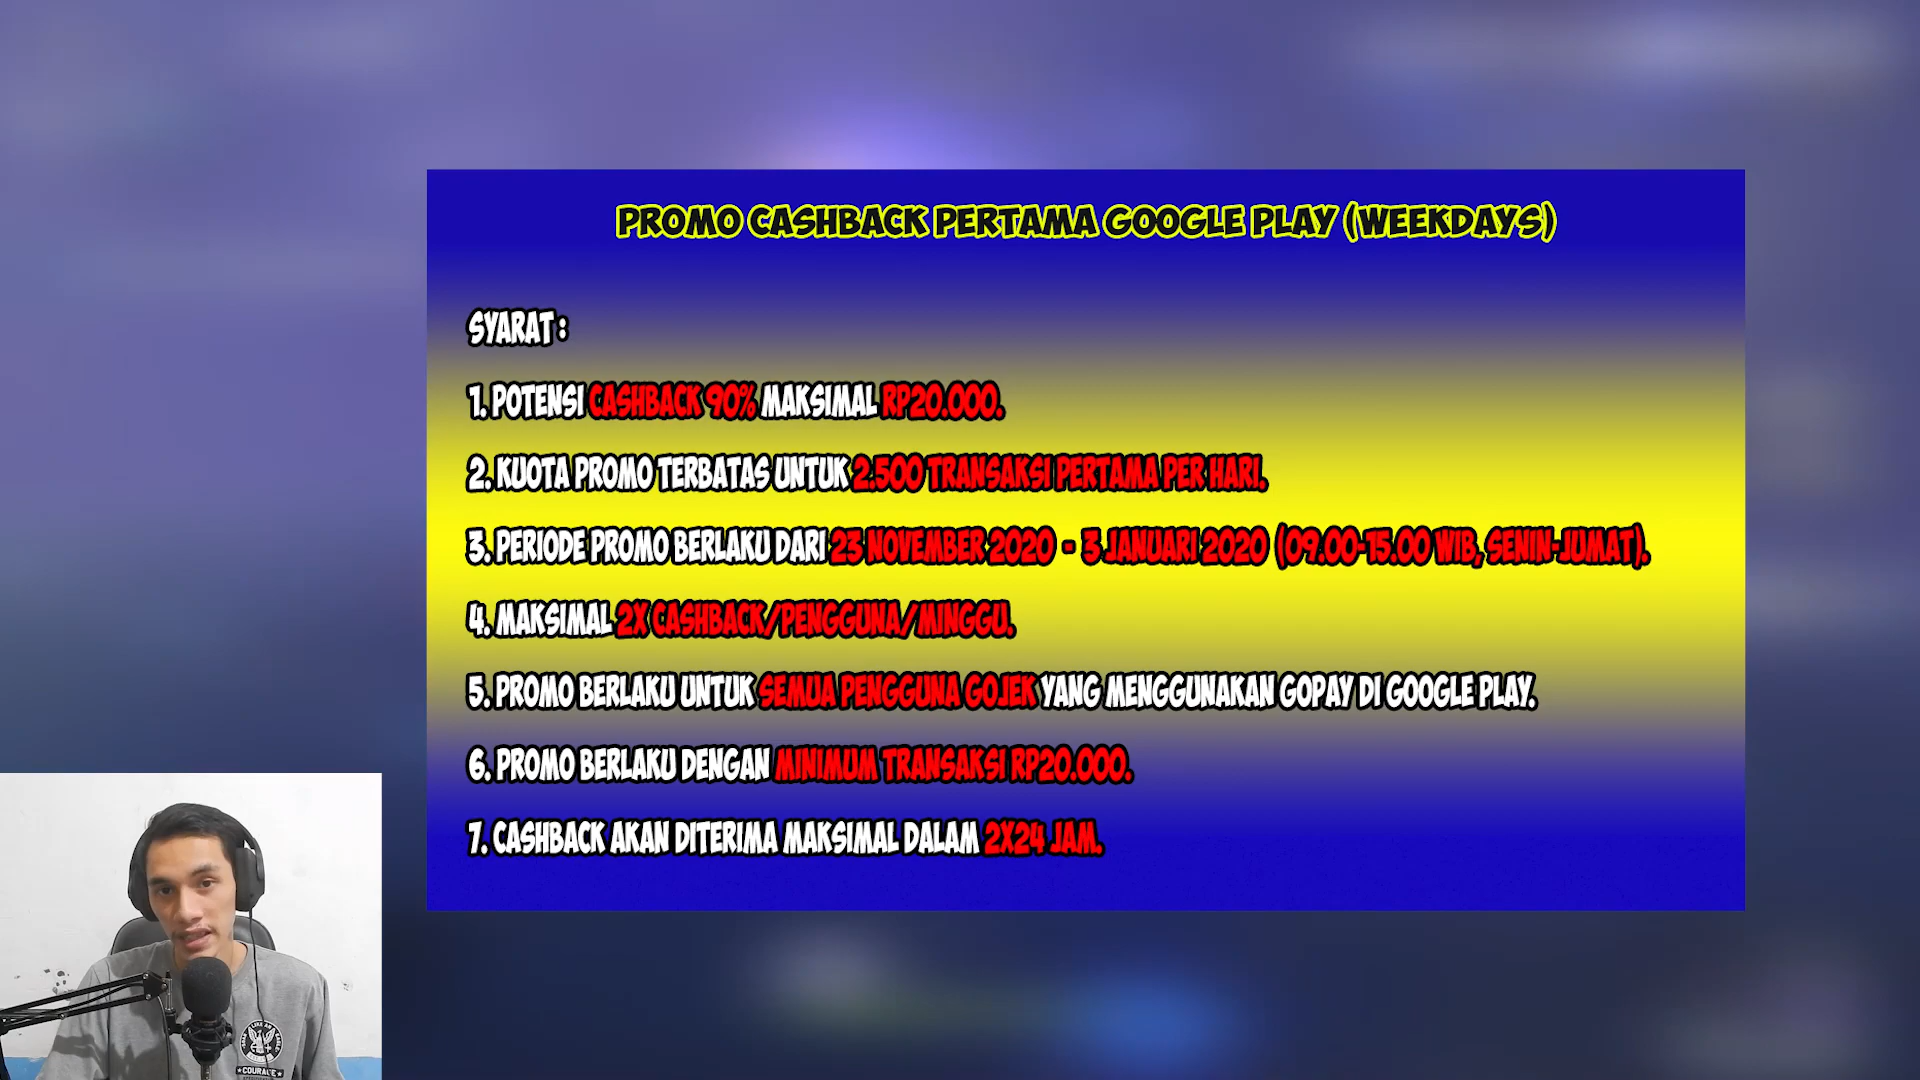 PROMO CASHBACK PERTAMA GOOGLE PLAY (WEEKDAYS)
SYARAT :
1. POTENSI CASHBACK 90% MAKSIMAL RP20.000.
2. KUOTA PROMO TERBATAS UNTUK 2.500 TRANSAKSI PERTAMA PER HARI.
3. PERIODE PROMO BERLAKU DARI 23 NOVEMBER 2020 - 3 JANUARI 2020 (09.00-15.00 WIB, SENIN-JUMAT).
4. MAKSIMAL 2X CASHBACK/PENGGUNA/MINGGU.
5. PROMO BERLAKU UNTUK SEMUA PENGGUNA GOJEK YANG MENGGUNAKAN GOPAY DI GOOGLE PLAY.
6. PROMO BERLAKU DENGAN MINIMUM TRANSAKSI RP20.000.
7. CASHBACK AKAN DITERIMA MAKSIMAL DALAM 2X24 JAM.
COURAGE